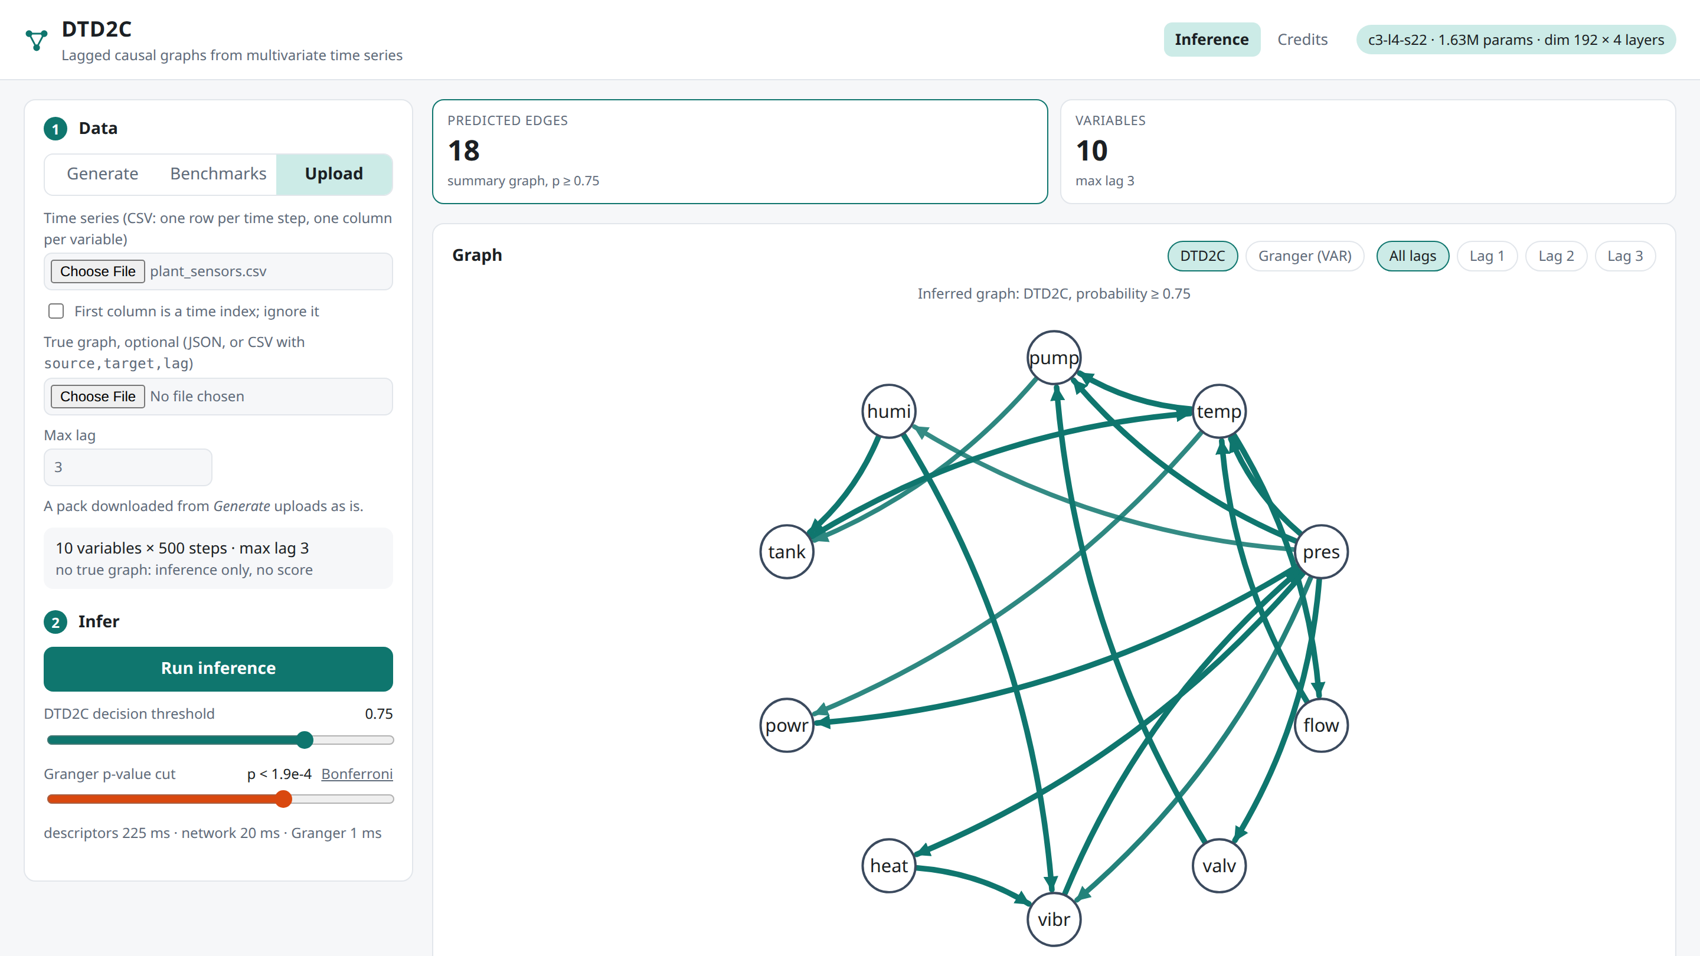 DTD2C
Lagged causal graphs from multivariate time series
Inference
Credits
c3-l4-s22 · 1.63M params · dim 192 × 4 layers
1 Data
Generate
Benchmarks
Upload
Time series (CSV: one row per time step, one column
per variable)
Choose File plant_sensors.csv
First column is a time index; ignore it
True graph, optional (JSON, or CSV with
source,target,lag)
Choose File No file chosen
Max lag
3
A pack downloaded from Generate uploads as is.
10 variables × 500 steps · max lag 3
no true graph: inference only, no score
2 Infer
Run inference
DTD2C decision threshold 0.75
Granger p-value cut p < 1.9e-4 Bonferroni
descriptors 225 ms · network 20 ms · Granger 1 ms
PREDICTED EDGES
18
summary graph, p ≥ 0.75
VARIABLES
10
max lag 3
Graph
DTD2C
Granger (VAR)
All lags
Lag 1
Lag 2
Lag 3
Inferred graph: DTD2C, probability ≥ 0.75
pump
humi
temp
tank
pres
powr
flow
heat
valv
vibr